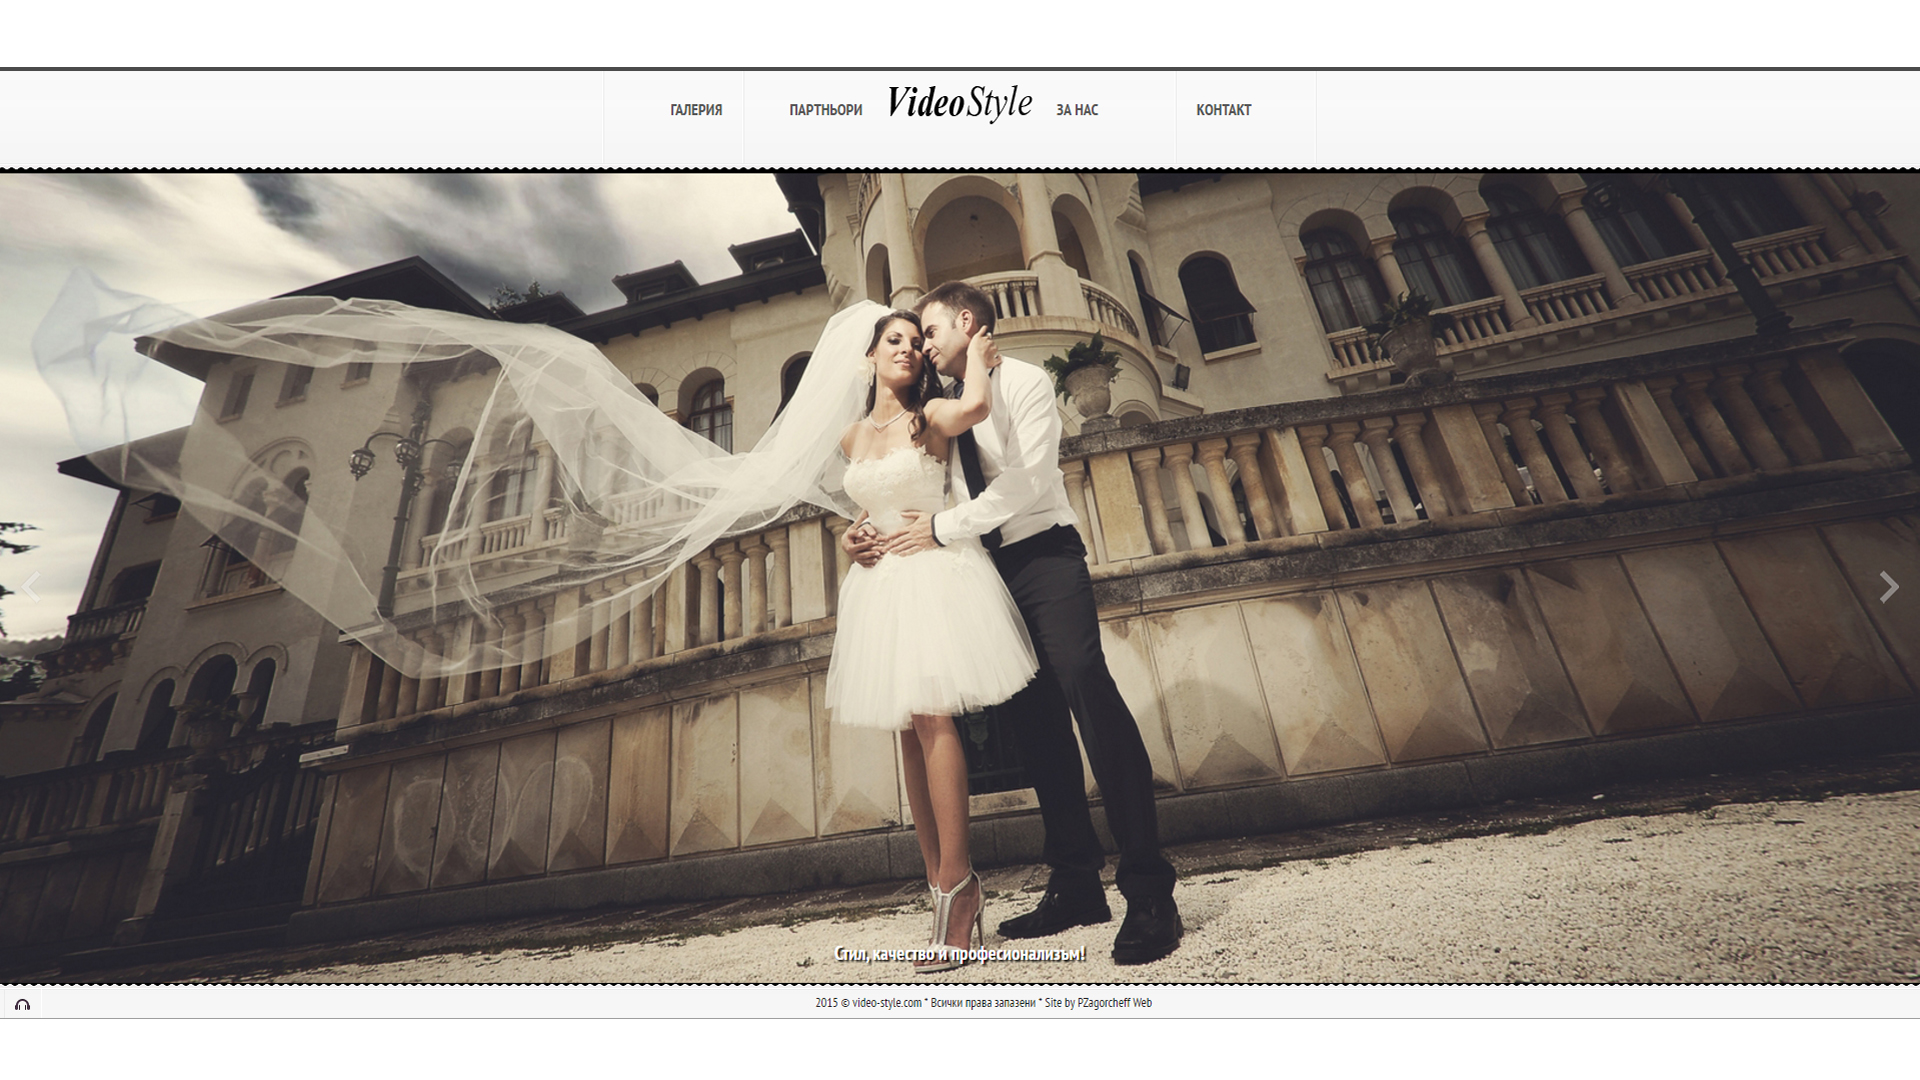 ГАЛЕРИЯ
ПАРТНЬОРИ
VideoStyle
ЗА НАС
КОНТАКТ
Стил, качество и професионализъм!
2015 © video-style.com * Всички права запазени * Site by PZagorcheff Web